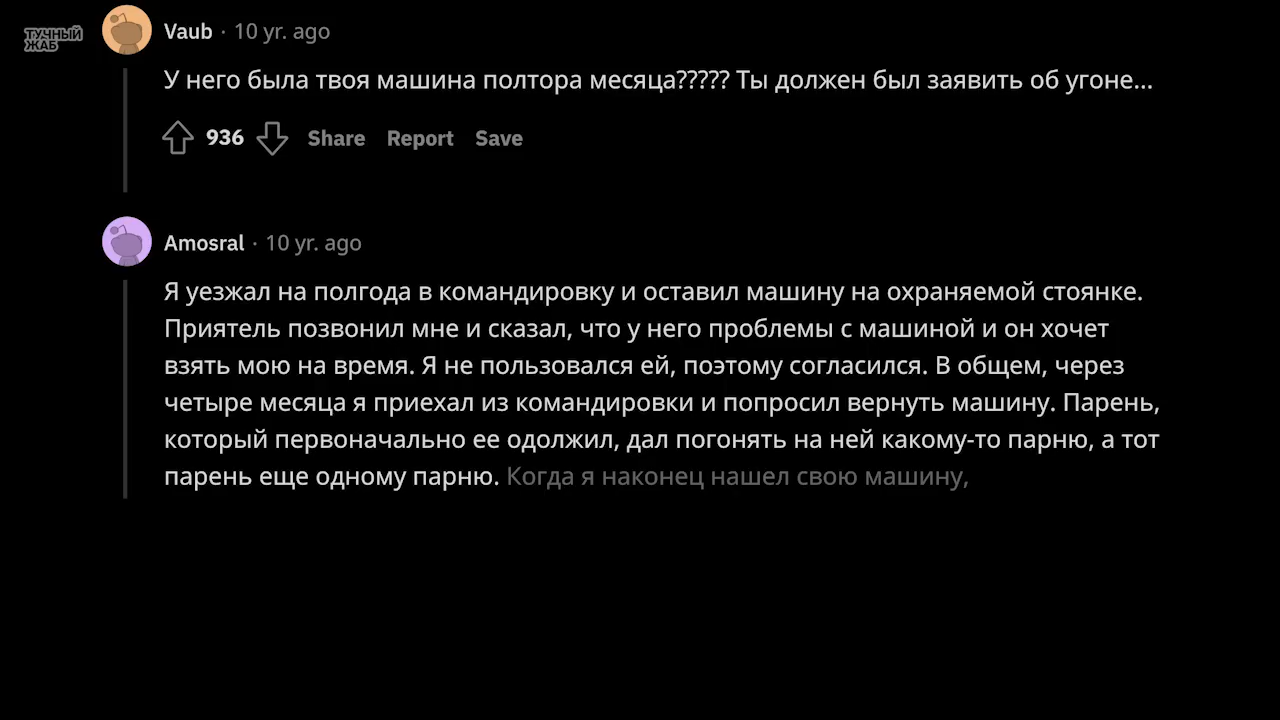 ТУЧНЫЙ
ЖАБ
Vaub · 10 yr. ago
У него была твоя машина полтора месяца????? Ты должен был заявить об угоне...
936 Share Report Save
Amosral · 10 yr. ago
Я уезжал на полгода в командировку и оставил машину на охраняемой стоянке.
Приятель позвонил мне и сказал, что у него проблемы с машиной и он хочет
взять мою на время. Я не пользовался ей, поэтому согласился. В общем, через
четыре месяца я приехал из командировки и попросил вернуть машину. Парень,
который первоначально ее одолжил, дал погонять на ней какому-то парню, а тот
парень еще одному парню. Когда я наконец нашел свою машину,